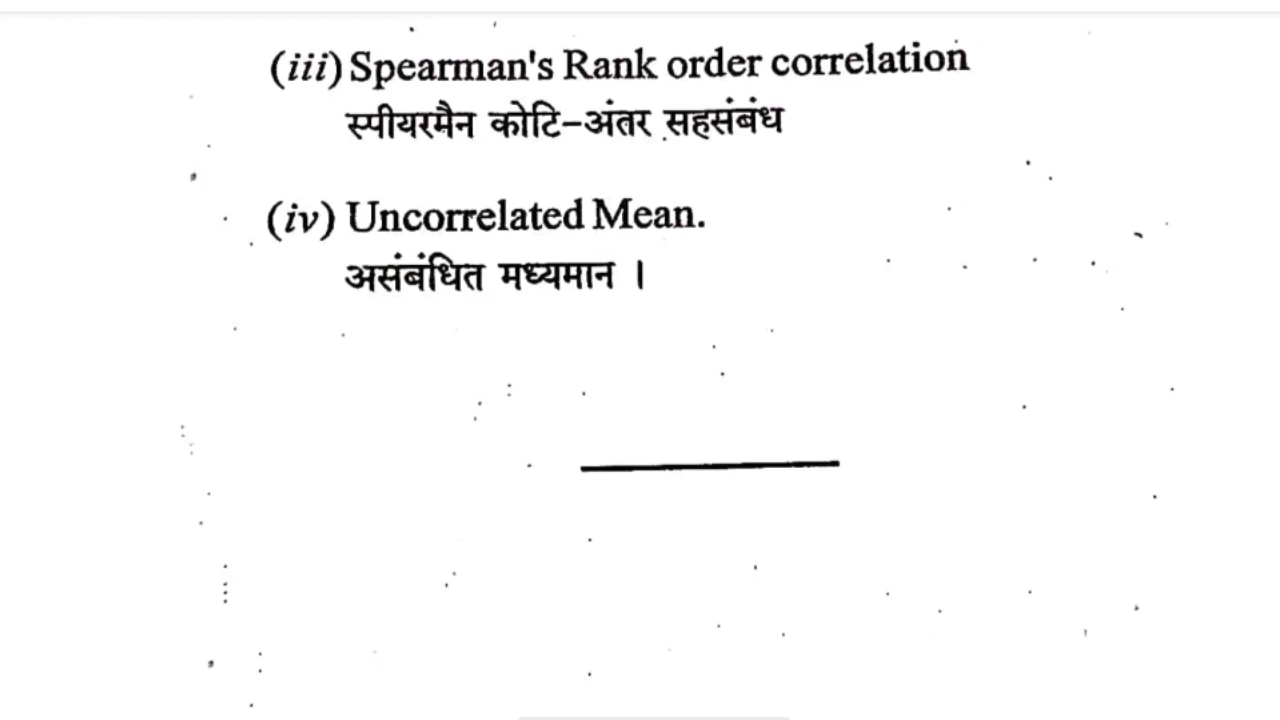 (iii) Spearman's Rank order correlation
स्पीयरमैन कोटि-अंतर सहसंबंध
(iv) Uncorrelated Mean.
असंबंधित मध्यमान ।